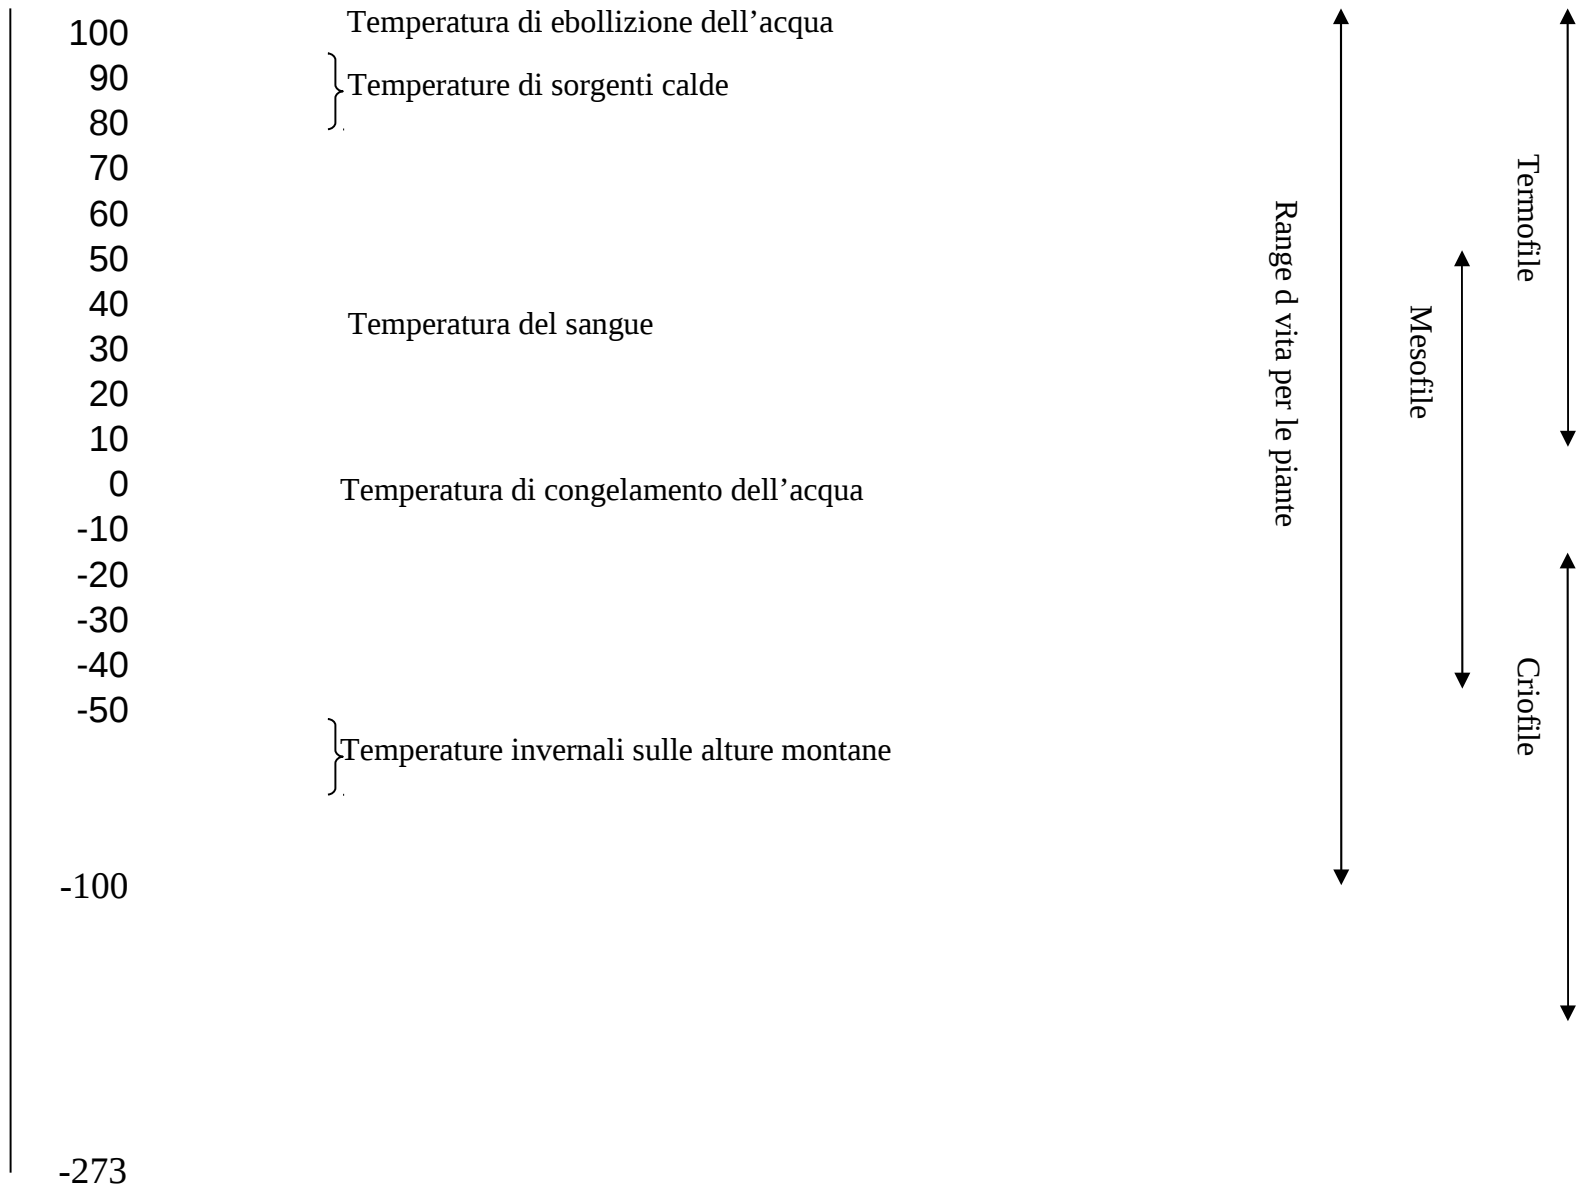 100
Temperatura di ebollizione dell’acqua
90
Temperature di sorgenti calde
80
70
60
50
40
Temperatura del sangue
30
20
10
0
Temperatura di congelamento dell’acqua
-10
-20
-30
-40
-50
Temperature invernali sulle alture montane
-100
-273
Range d vita per le piante
Mesofile
Termofile
Criofile